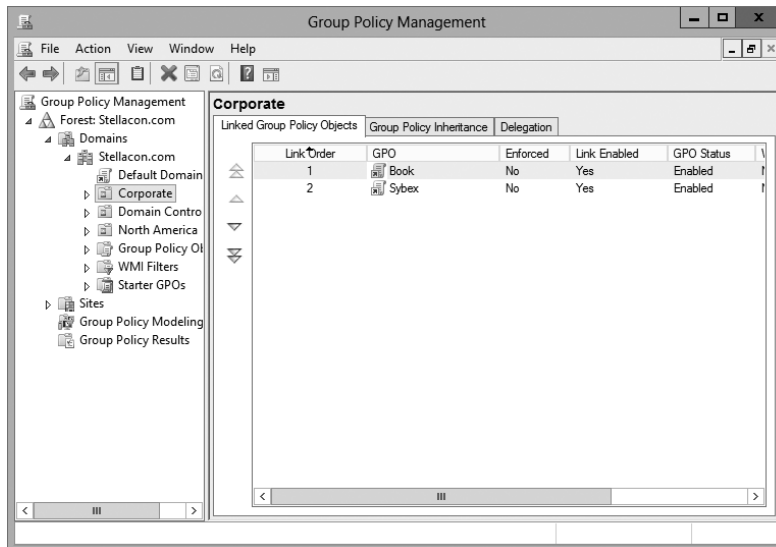 Group Policy Management
File Action View Window Help
Group Policy Management
Forest: Stellacon.com
Domains
Stellacon.com
Default Domain
Corporate
Domain Contro
North America
Group Policy Ob
WMI Filters
Starter GPOs
Sites
Group Policy Modeling
Group Policy Results
Corporate
Linked Group Policy Objects Group Policy Inheritance Delegation
Link Order GPO Enforced Link Enabled GPO Status
1 Book No Yes Enabled
2 Sybex No Yes Enabled